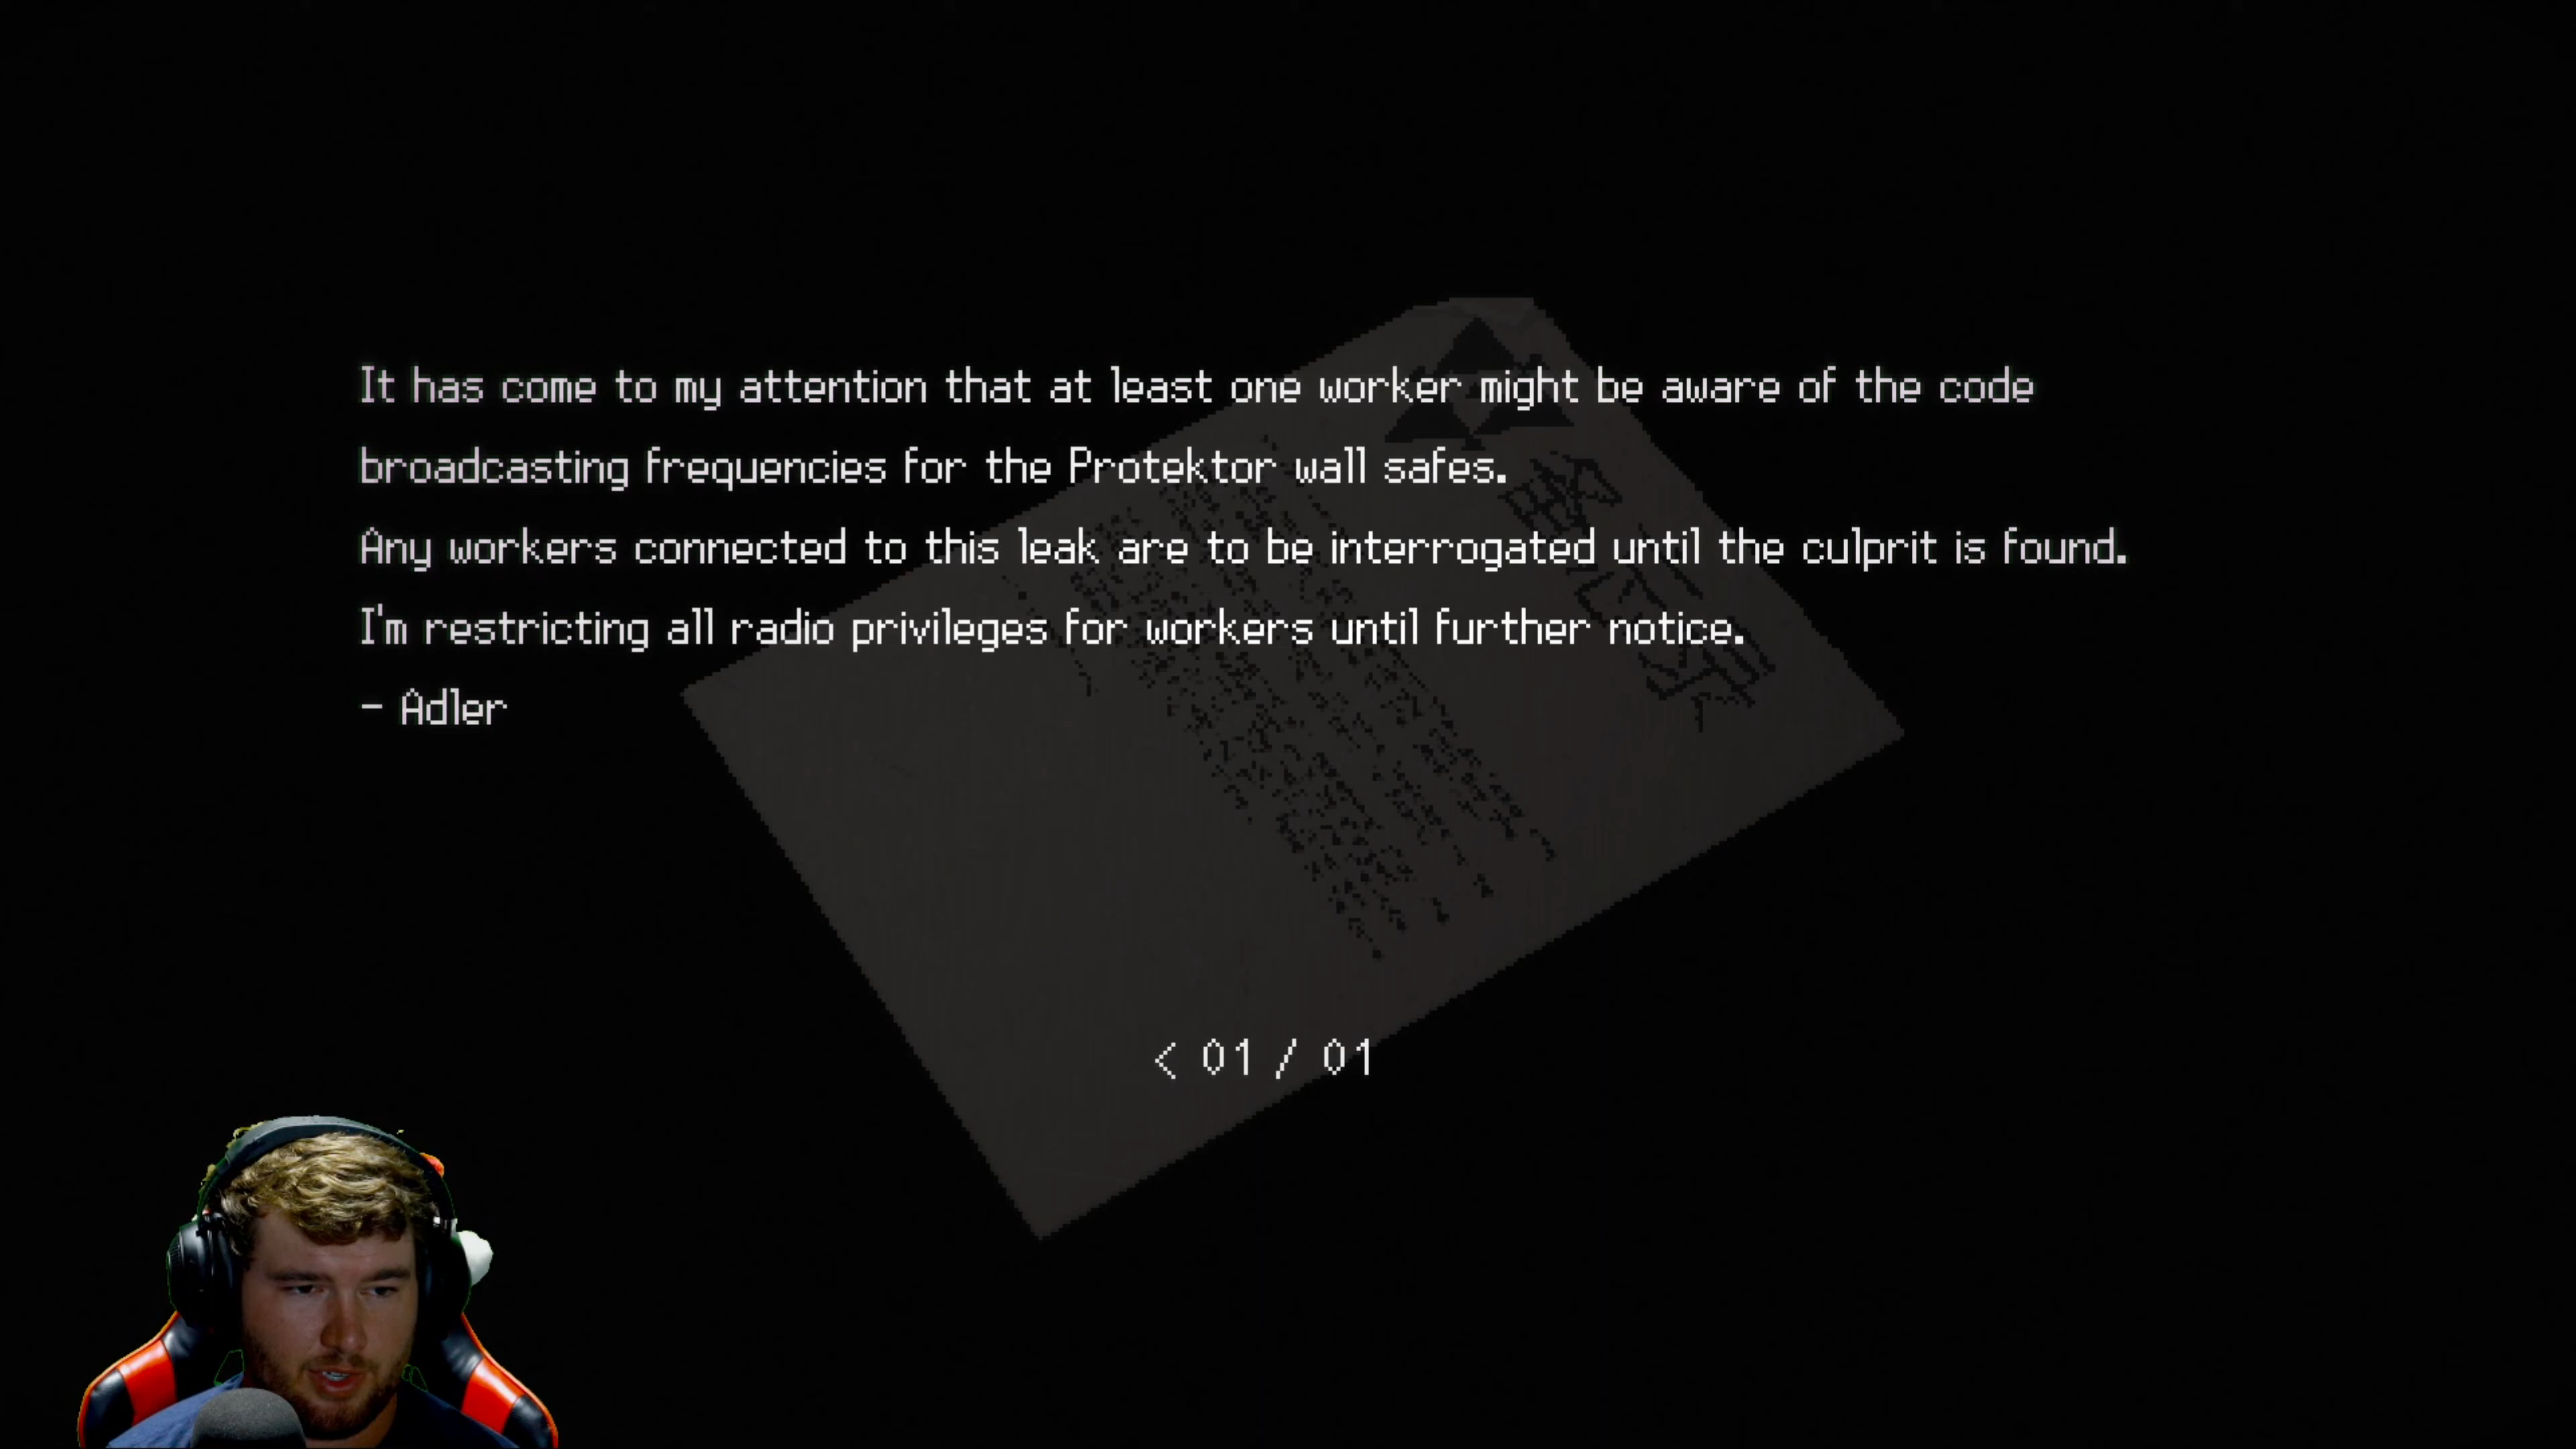 It has come to my attention that at least one worker might be aware of the code
broadcasting frequencies for the Protektor wall safes.
Any workers connected to this leak are to be interrogated until the culprit is found.
I'm restricting all radio privileges for workers until further notice.
- Adler
< 01 / 01